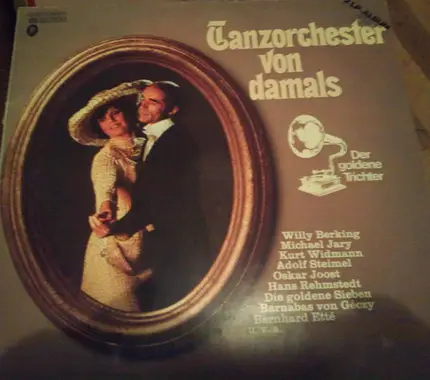 Tanzorchester
von
damals
Der
goldene
Trichter
Willy Berking
Michael Jary
Kurt Widmann
Adolf Steimel
Oskar Joost
Hans Rehmstedt
Die goldene Sieben
Barnabas von Géczy
Bernhard Etté
u.v.a.